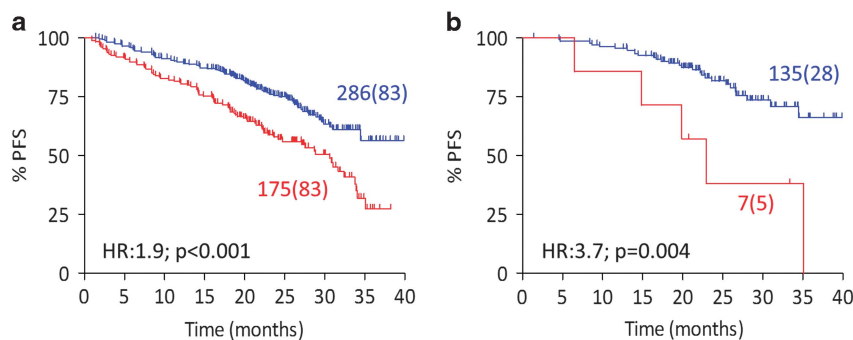 a
% PFS
100
75
50
25
0
286(83)
175(83)
HR:1.9; p<0.001
0 5 10 15 20 25 30 35 40
Time (months)
b
% PFS
100
75
50
25
0
135(28)
7(5)
HR:3.7; p=0.004
0 5 10 15 20 25 30 35 40
Time (months)